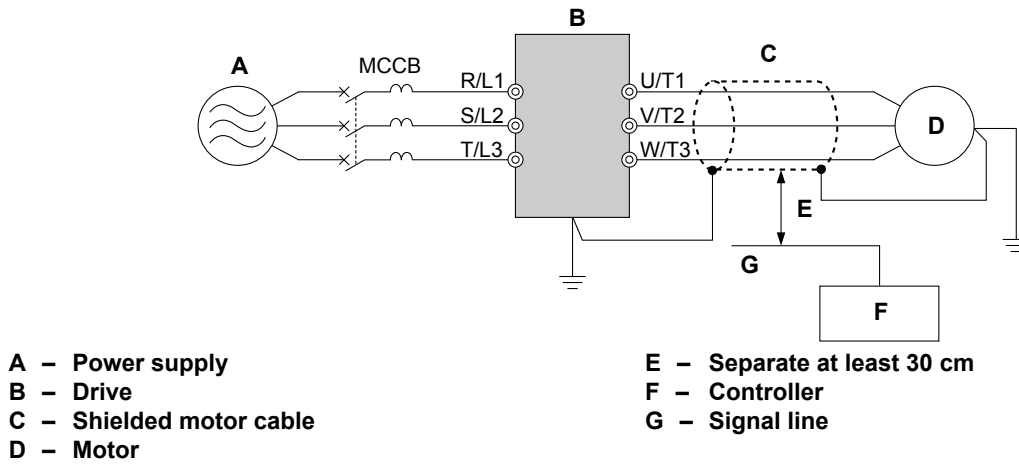 B
A
C
MCCB
R/L1
U/T1
S/L2
V/T2
D
T/L3
W/T3
E
G
F
A – Power supply
B – Drive
C – Shielded motor cable
D – Motor
E – Separate at least 30 cm
F – Controller
G – Signal line